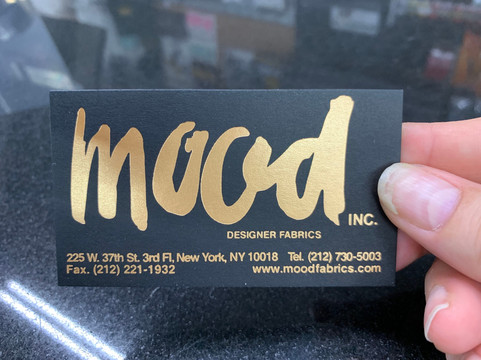 mood INC.
DESIGNER FABRICS
225 W. 37th St. 3rd Fl, New York, NY 10018 Tel. (212) 730-5003
Fax. (212) 221-1932 www.moodfabrics.com